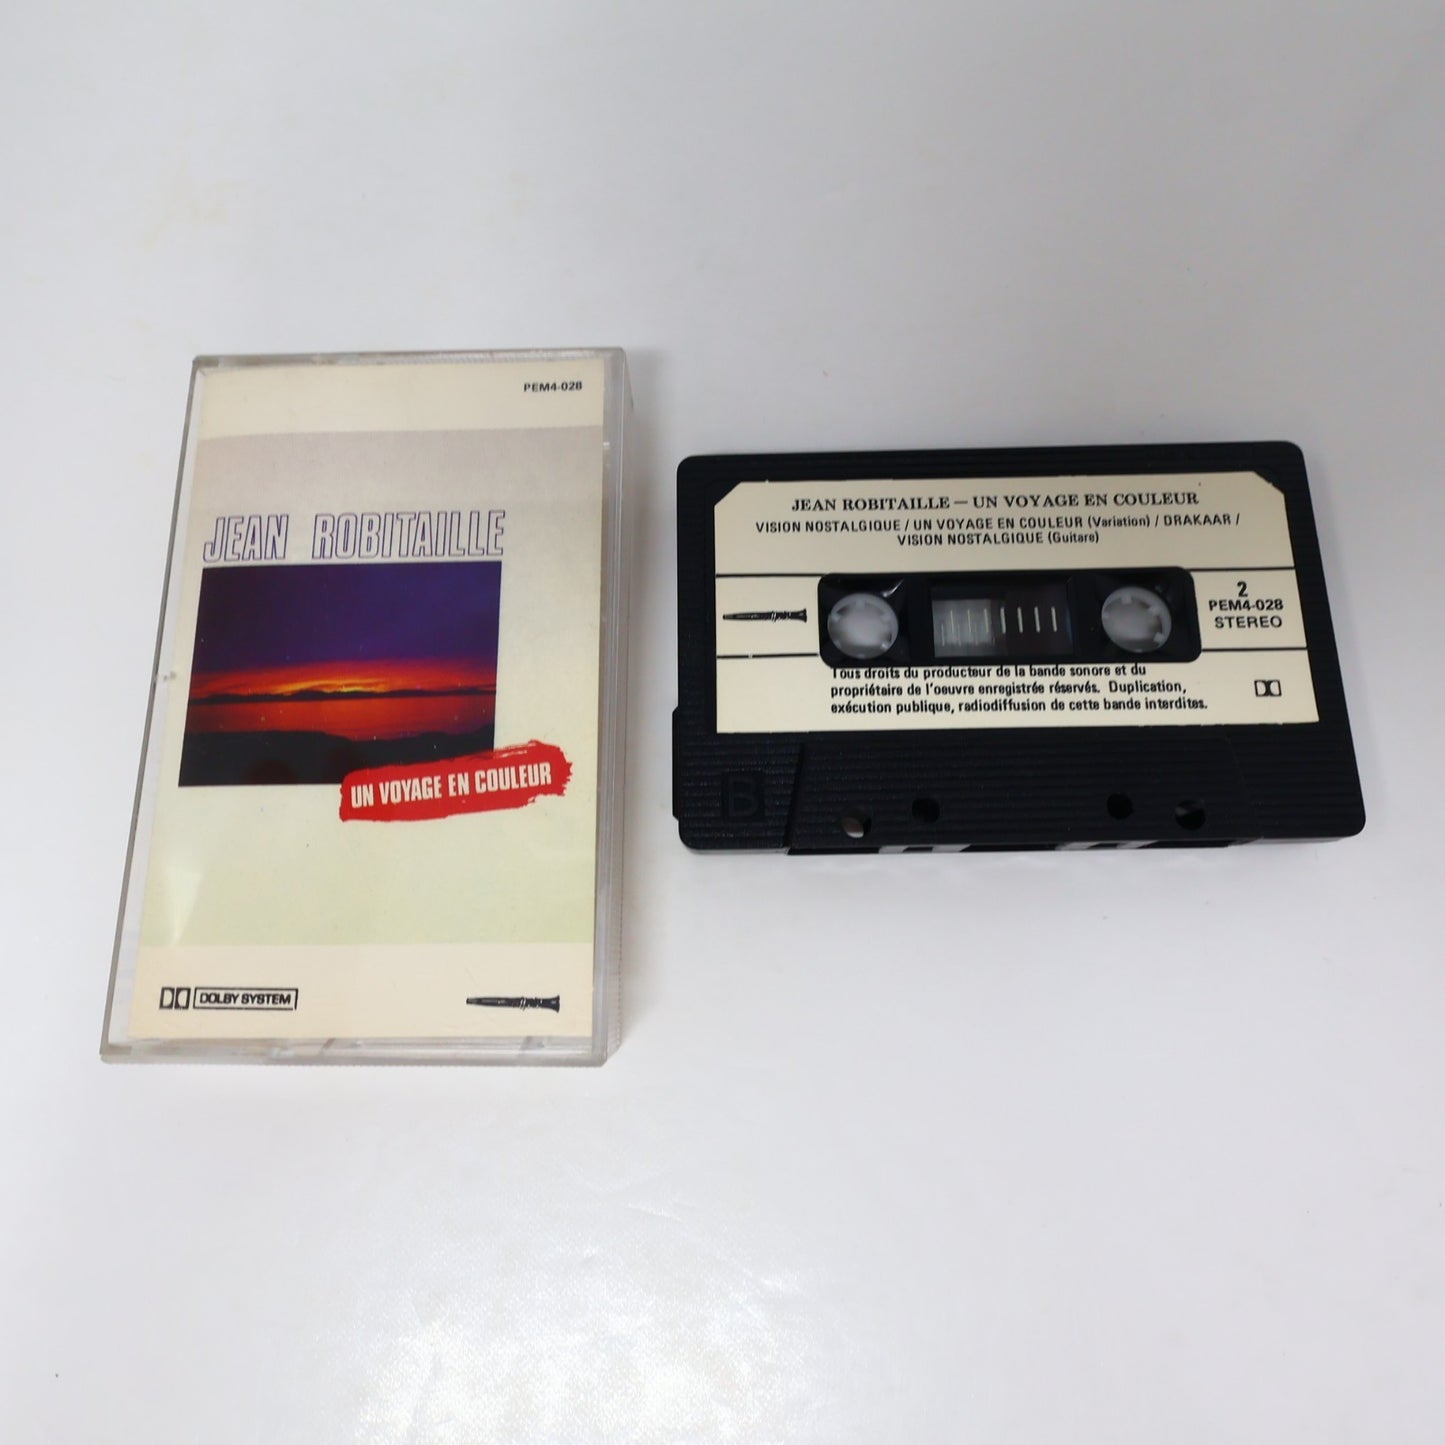 PEM4-028
JEAN ROBITAILLE
UN VOYAGE EN COULEUR
DOLBY SYSTEM
JEAN ROBITAILLE — UN VOYAGE EN COULEUR
VISION NOSTALGIQUE / UN VOYAGE EN COULEUR (Variation) / DRAKAAR /
VISION NOSTALGIQUE (Guitare)
2
PEM4-028
STEREO
Tous droits du producteur de la bande sonore et du
propriétaire de l'oeuvre enregistrée réservés. Duplication,
exécution publique, radiodiffusion de cette bande interdites.
B